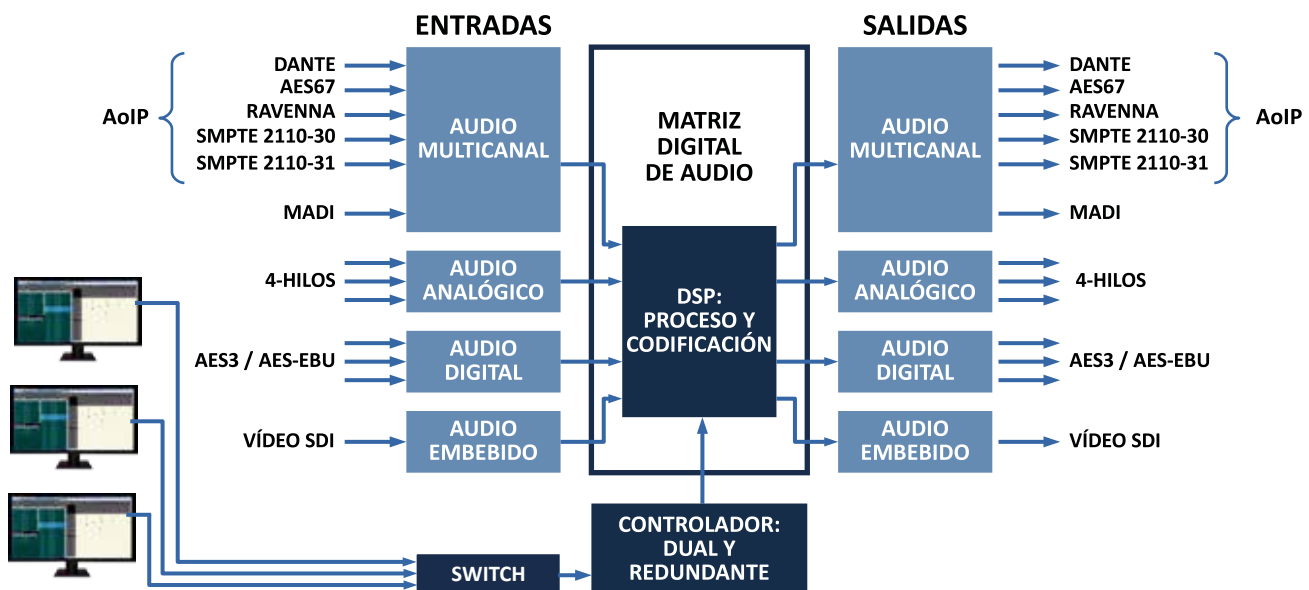 ENTRADAS
SALIDAS
DANTE
AES67
RAVENNA
SMPTE 2110-30
SMPTE 2110-31
AoIP
MADI
AUDIO
MULTICANAL
4-HILOS
AUDIO
ANALÓGICO
AES3 / AES-EBU
AUDIO
DIGITAL
VÍDEO SDI
AUDIO
EMBEBIDO
MATRIZ
DIGITAL
DE AUDIO
DSP:
PROCESO Y
CODIFICACIÓN
AUDIO
MULTICANAL
DANTE
AES67
RAVENNA
SMPTE 2110-30
SMPTE 2110-31
AoIP
MADI
AUDIO
ANALÓGICO
4-HILOS
AUDIO
DIGITAL
AES3 / AES-EBU
AUDIO
EMBEBIDO
VÍDEO SDI
SWITCH
CONTROLADOR:
DUAL Y
REDUNDANTE